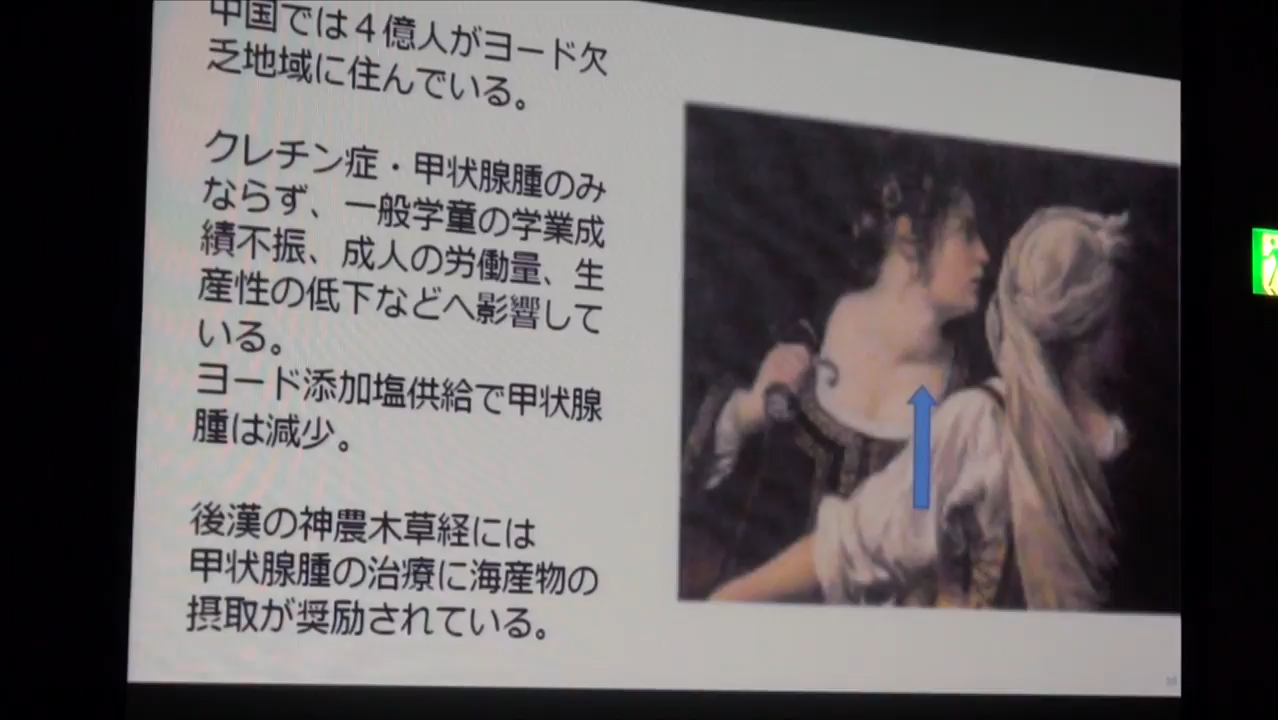 中国では４億人がヨード欠
乏地域に住んでいる。
クレチン症・甲状腺腫のみ
ならず、一般学童の学業成
績不振、成人の労働量、生
産性の低下などへ影響して
いる。
ヨード添加塩供給で甲状腺
腫は減少。
後漢の神農木草経には
甲状腺腫の治療に海産物の
摂取が奨励されている。